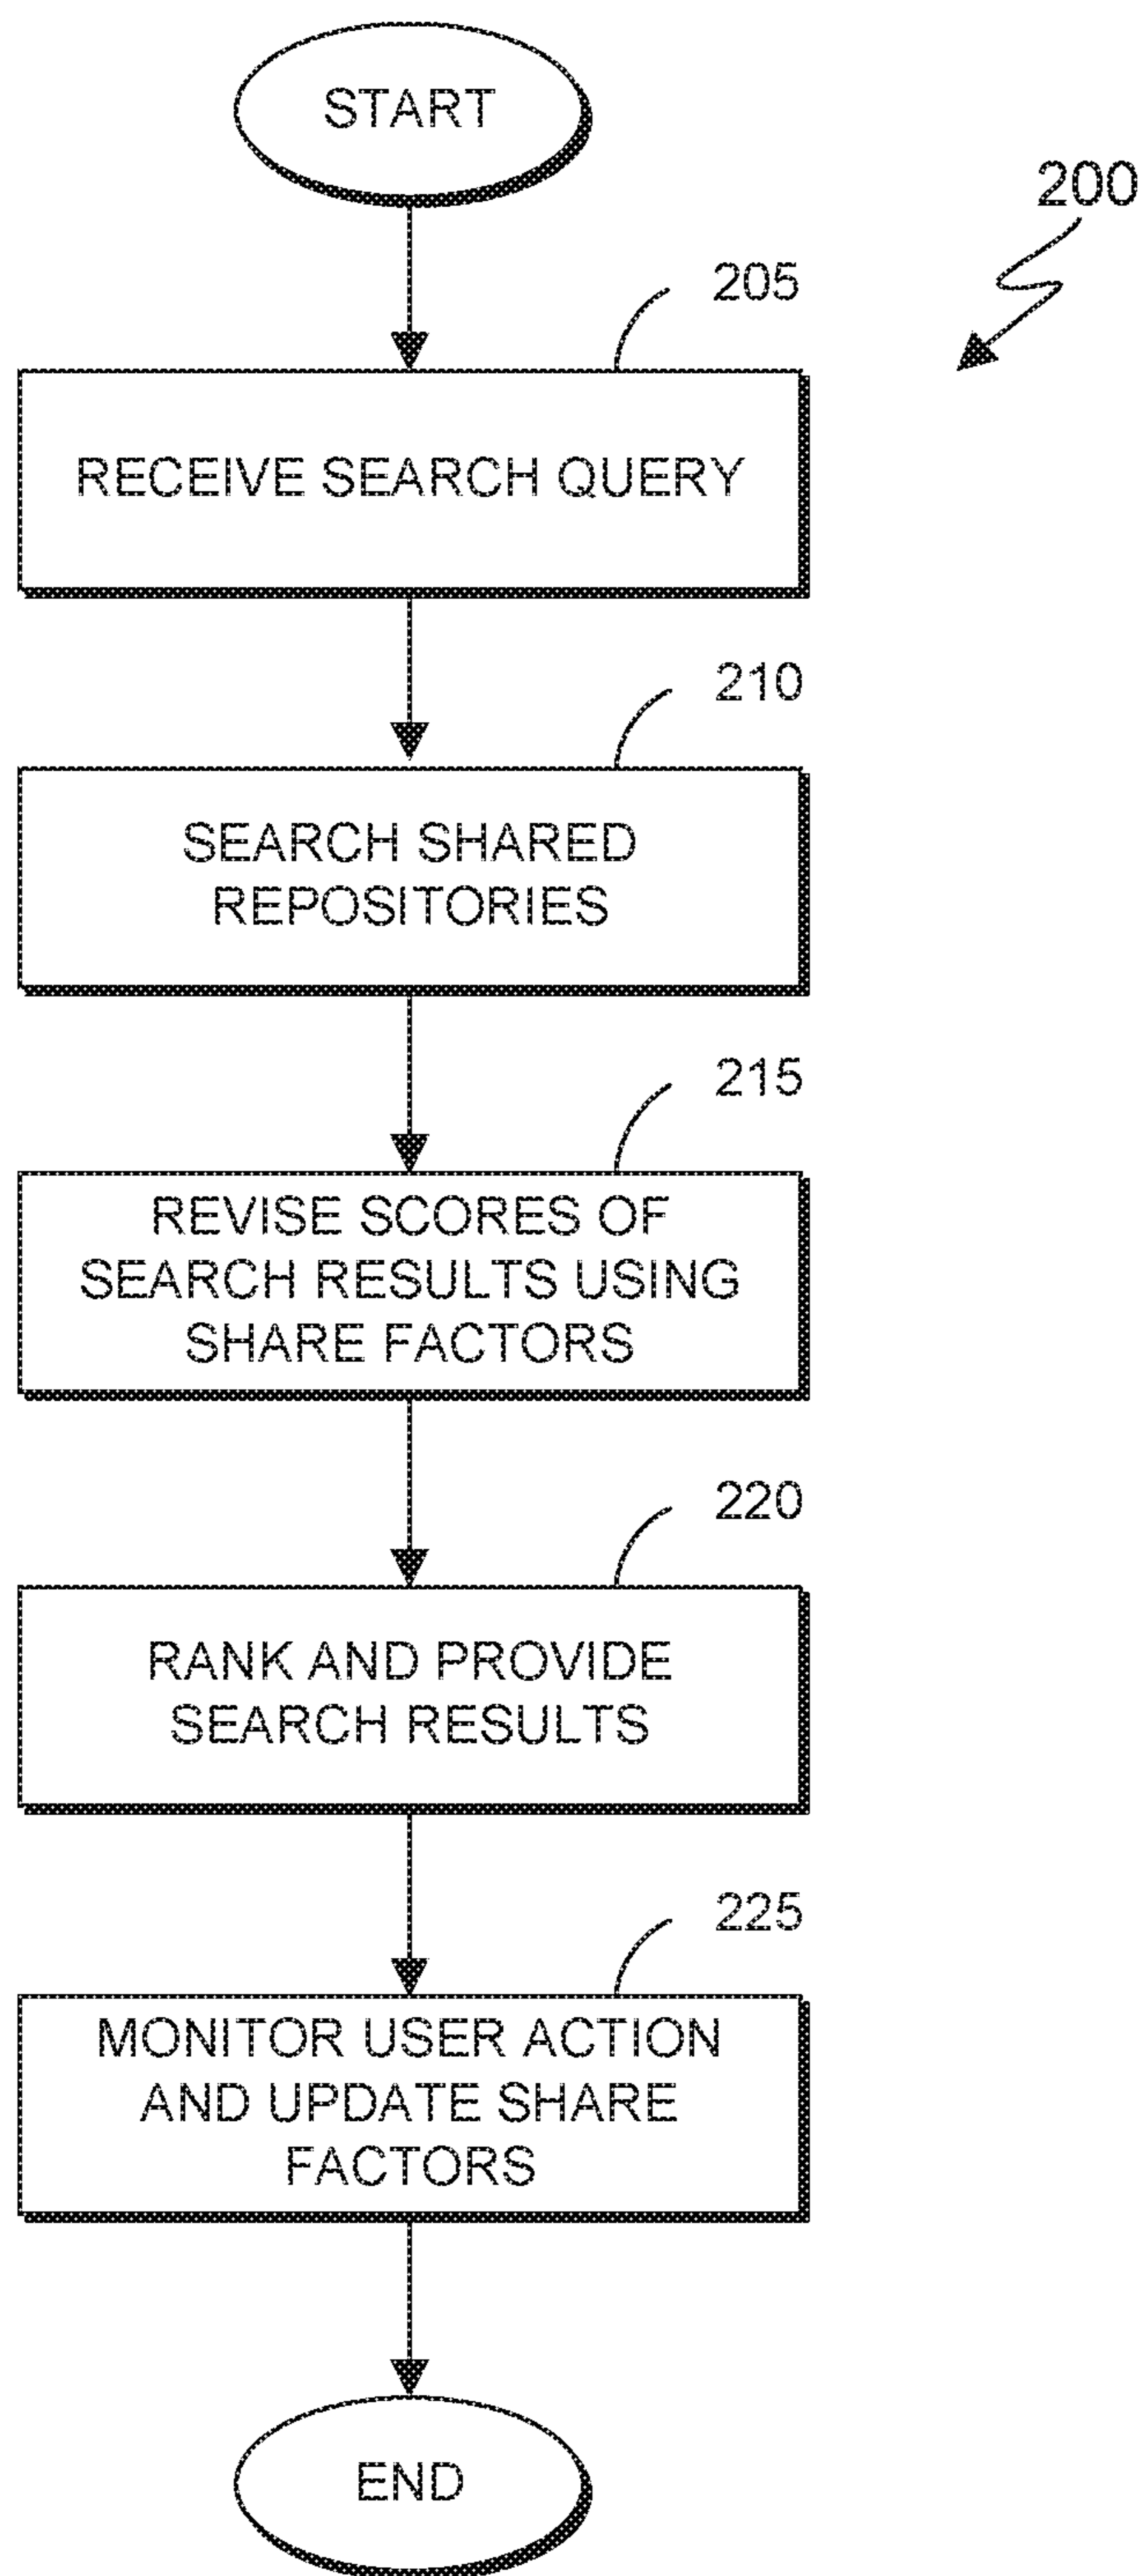 START
200
205
RECEIVE SEARCH QUERY
210
SEARCH SHARED
REPOSITORIES
215
REVISE SCORES OF
SEARCH RESULTS USING
SHARE FACTORS
220
RANK AND PROVIDE
SEARCH RESULTS
225
MONITOR USER ACTION
AND UPDATE SHARE
FACTORS
END